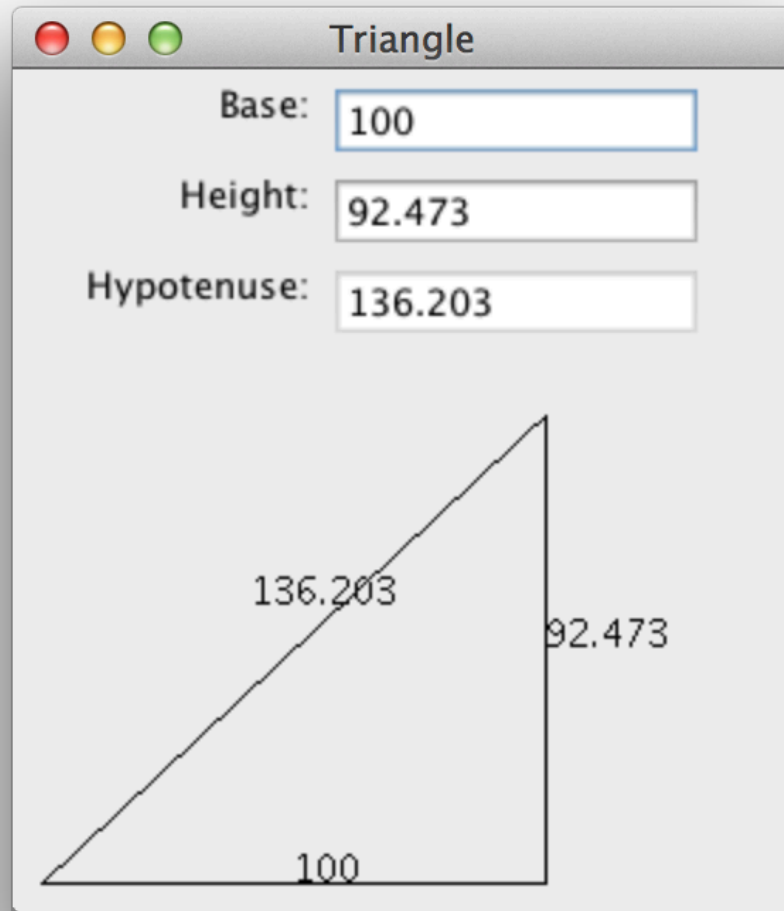 Triangle
Base: 100
Height: 92.473
Hypotenuse: 136.203
136.203
92.473
100